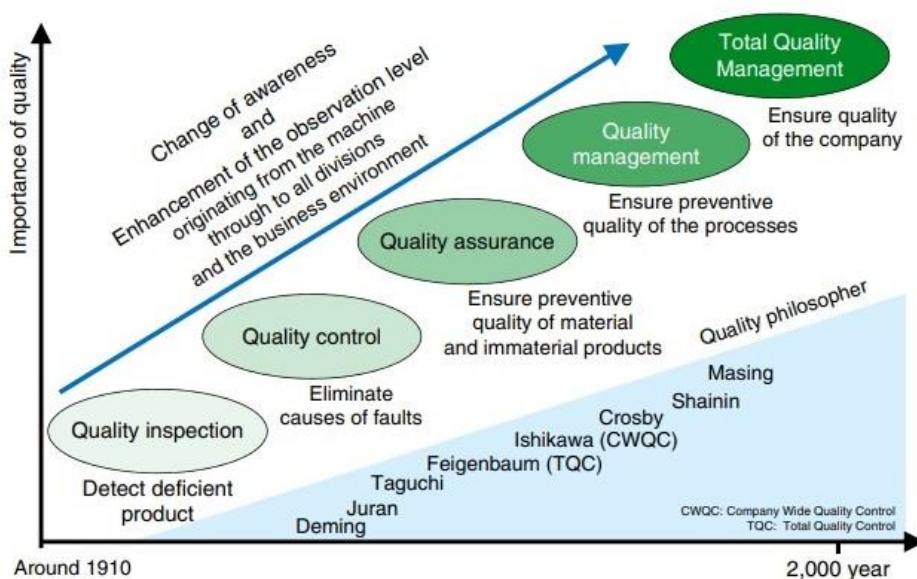 Importance of quality
Change of awareness
and
Enhancement of the observation level
originating from the machine
through to all divisions
and the business environment
Total Quality
Management
Ensure quality
of the company
Quality
management
Ensure preventive
quality of the processes
Quality assurance
Ensure preventive
quality of material
and immaterial products
Quality control
Eliminate
causes of faults
Quality inspection
Detect deficient
product
Quality philosopher
Masing
Shainin
Crosby
Ishikawa (CWQC)
Feigenbaum (TQC)
Taguchi
Juran
Deming
CWQC: Company Wide Quality Control
TQC: Total Quality Control
Around 1910
2,000 year